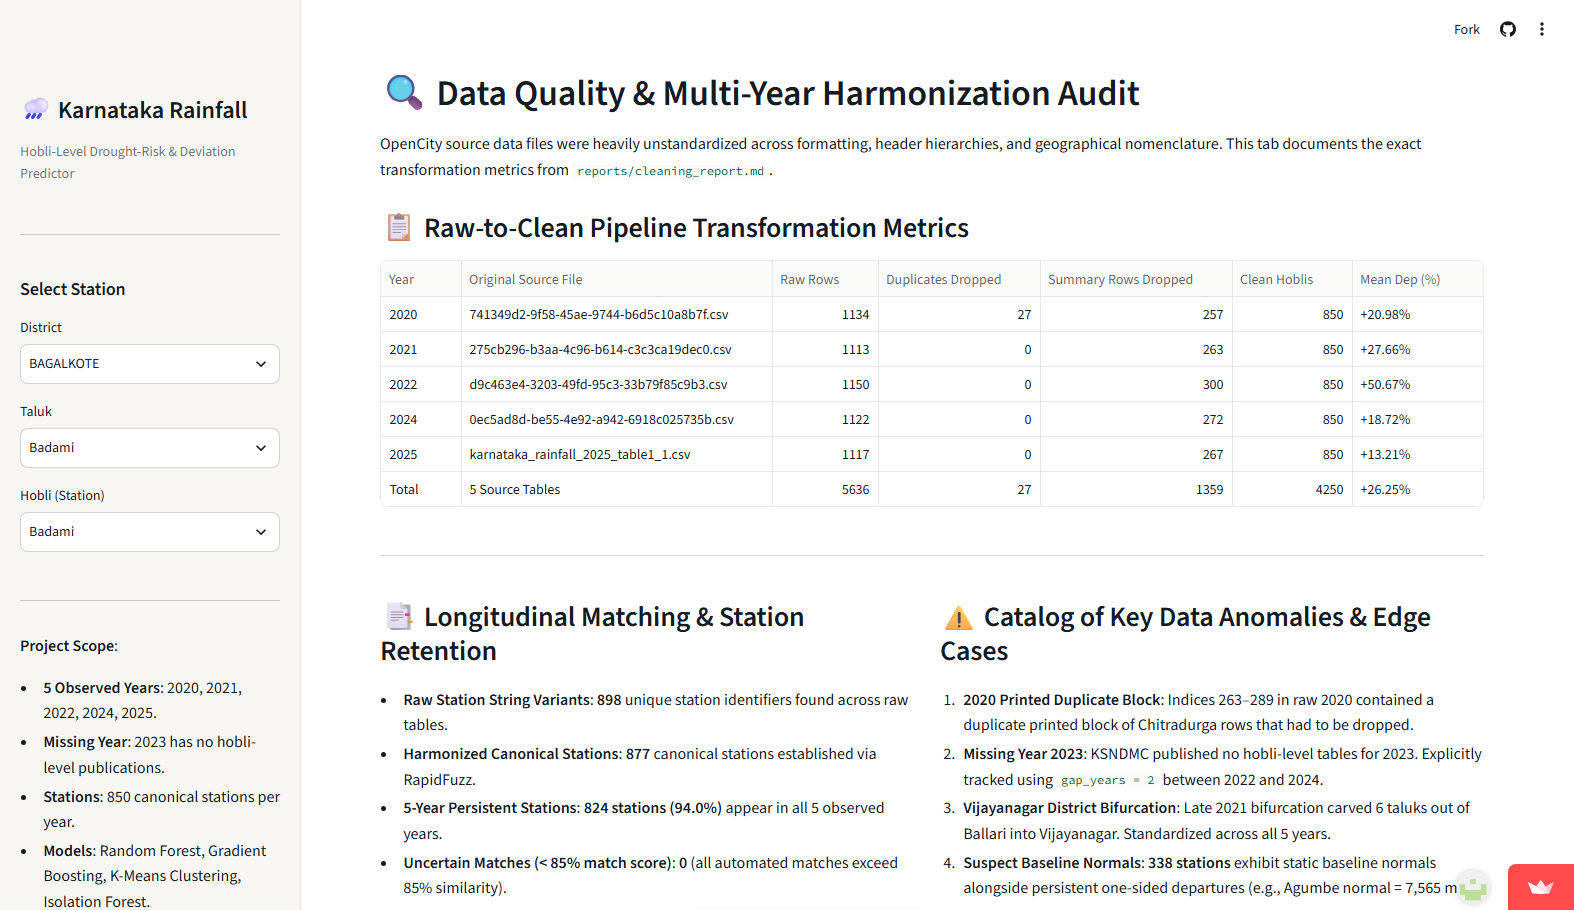 Fork
Karnataka Rainfall
Hobli-Level Drought-Risk & Deviation
Predictor
Select Station
District
BAGALKOTE
Taluk
Badami
Hobli (Station)
Badami
Project Scope:
5 Observed Years: 2020, 2021,
2022, 2024, 2025.
Missing Year: 2023 has no hobli-
level publications.
Stations: 850 canonical stations per
year.
Models: Random Forest, Gradient
Boosting, K-Means Clustering,
Isolation Forest.
Data Quality & Multi-Year Harmonization Audit
OpenCity source data files were heavily unstandardized across formatting, header hierarchies, and geographical nomenclature. This tab documents the exact
transformation metrics from reports/cleaning_report.md .
Raw-to-Clean Pipeline Transformation Metrics
Year Original Source File Raw Rows Duplicates Dropped Summary Rows Dropped Clean Hoblis Mean Dep (%)
2020 741349d2-9f58-45ae-9744-b6d5c10a8b7f.csv 1134 27 257 850 +20.98%
2021 275cb296-b3aa-4c96-b614-c3c3ca19dec0.csv 1113 0 263 850 +27.66%
2022 d9c463e4-3203-49fd-95c3-33b79f85c9b3.csv 1150 0 300 850 +50.67%
2024 0ec5ad8d-be55-4e92-a942-6918c025735b.csv 1122 0 272 850 +18.72%
2025 karnataka_rainfall_2025_table1_1.csv 1117 0 267 850 +13.21%
Total 5 Source Tables 5636 27 1359 4250 +26.25%
Longitudinal Matching & Station
Retention
Raw Station String Variants: 898 unique station identifiers found across raw
tables.
Harmonized Canonical Stations: 877 canonical stations established via
RapidFuzz.
5-Year Persistent Stations: 824 stations (94.0%) appear in all 5 observed
years.
Uncertain Matches (< 85% match score): 0 (all automated matches exceed
85% similarity).
Catalog of Key Data Anomalies & Edge
Cases
1. 2020 Printed Duplicate Block: Indices 263–289 in raw 2020 contained a
duplicate printed block of Chitradurga rows that had to be dropped.
2. Missing Year 2023: KSNDMC published no hobli-level tables for 2023. Explicitly
tracked using gap_years = 2 between 2022 and 2024.
3. Vijayanagar District Bifurcation: Late 2021 bifurcation carved 6 taluks out of
Ballari into Vijayanagar. Standardized across all 5 years.
4. Suspect Baseline Normals: 338 stations exhibit static baseline normals
alongside persistent one-sided departures (e.g., Agumbe normal = 7,565 m